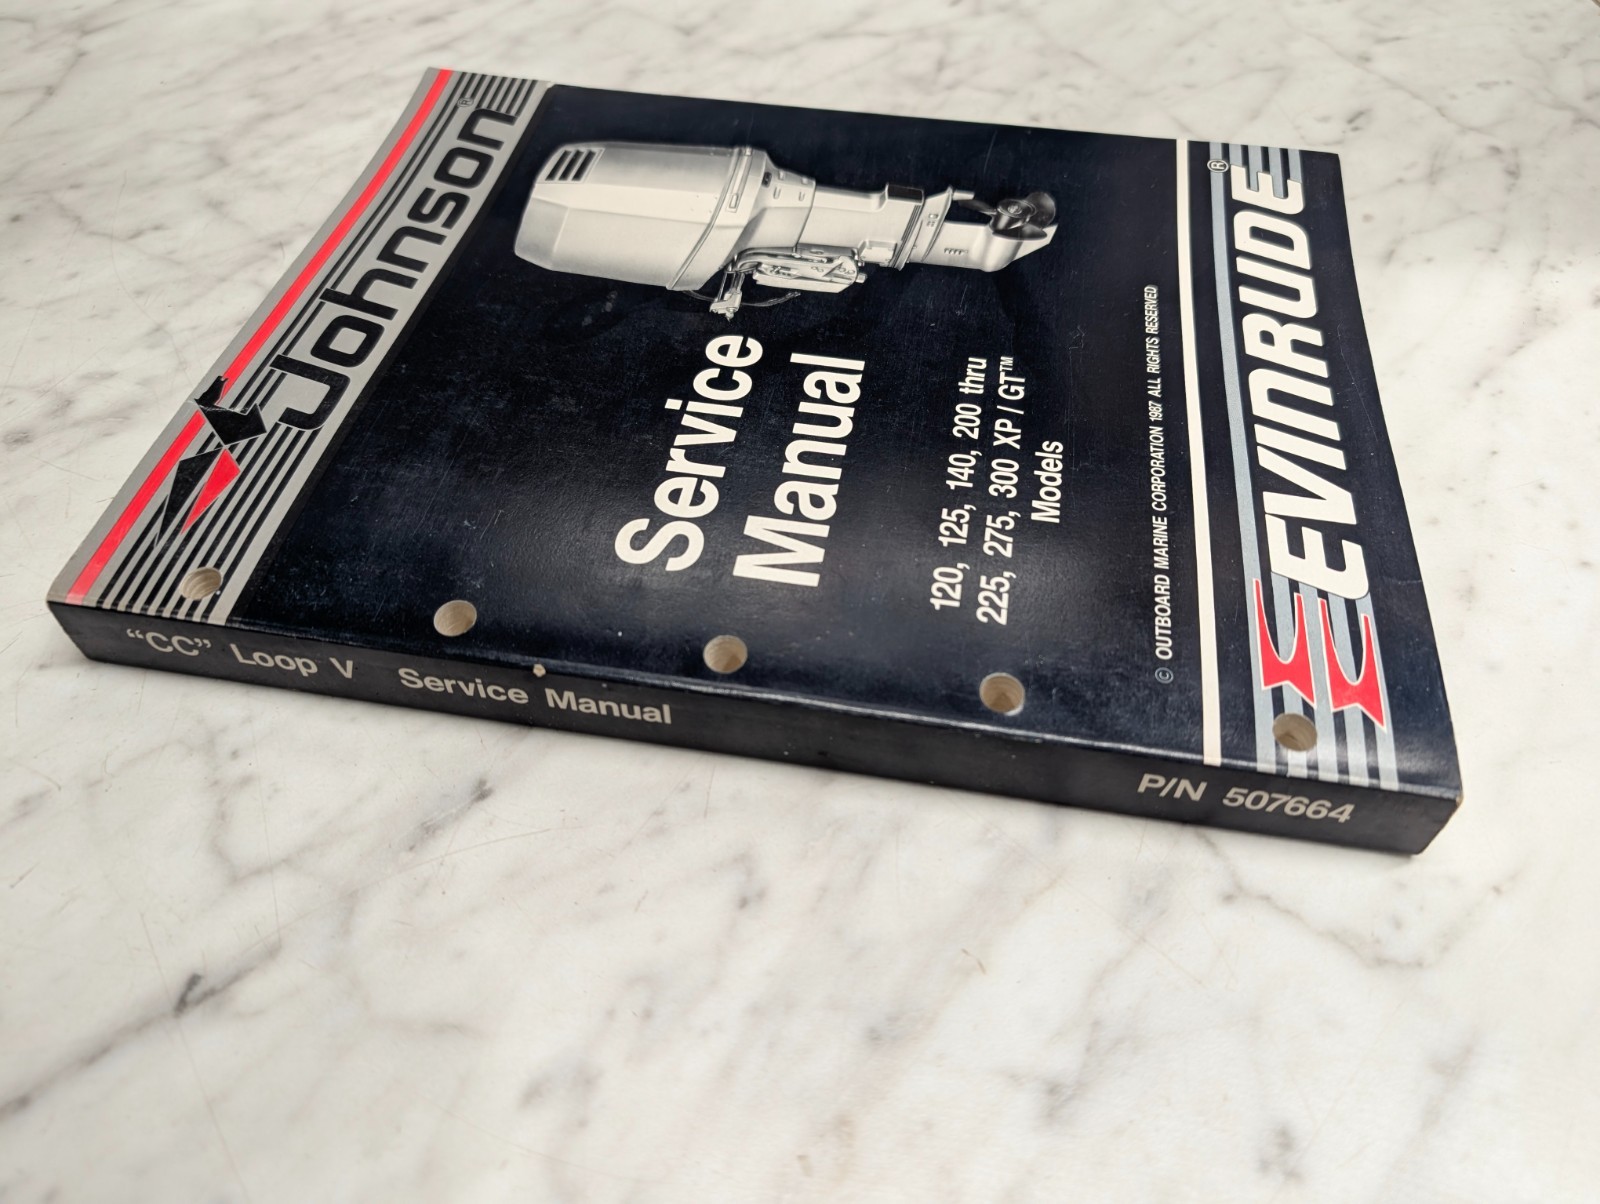 Johnson®
Service
Manual
120, 125, 140, 200 thru
225, 275, 300 XP / GT™
Models
© OUTBOARD MARINE CORPORATION 1987 ALL RIGHTS RESERVED
EVINRUDE®
“CC” Loop V Service Manual
P/N 507664